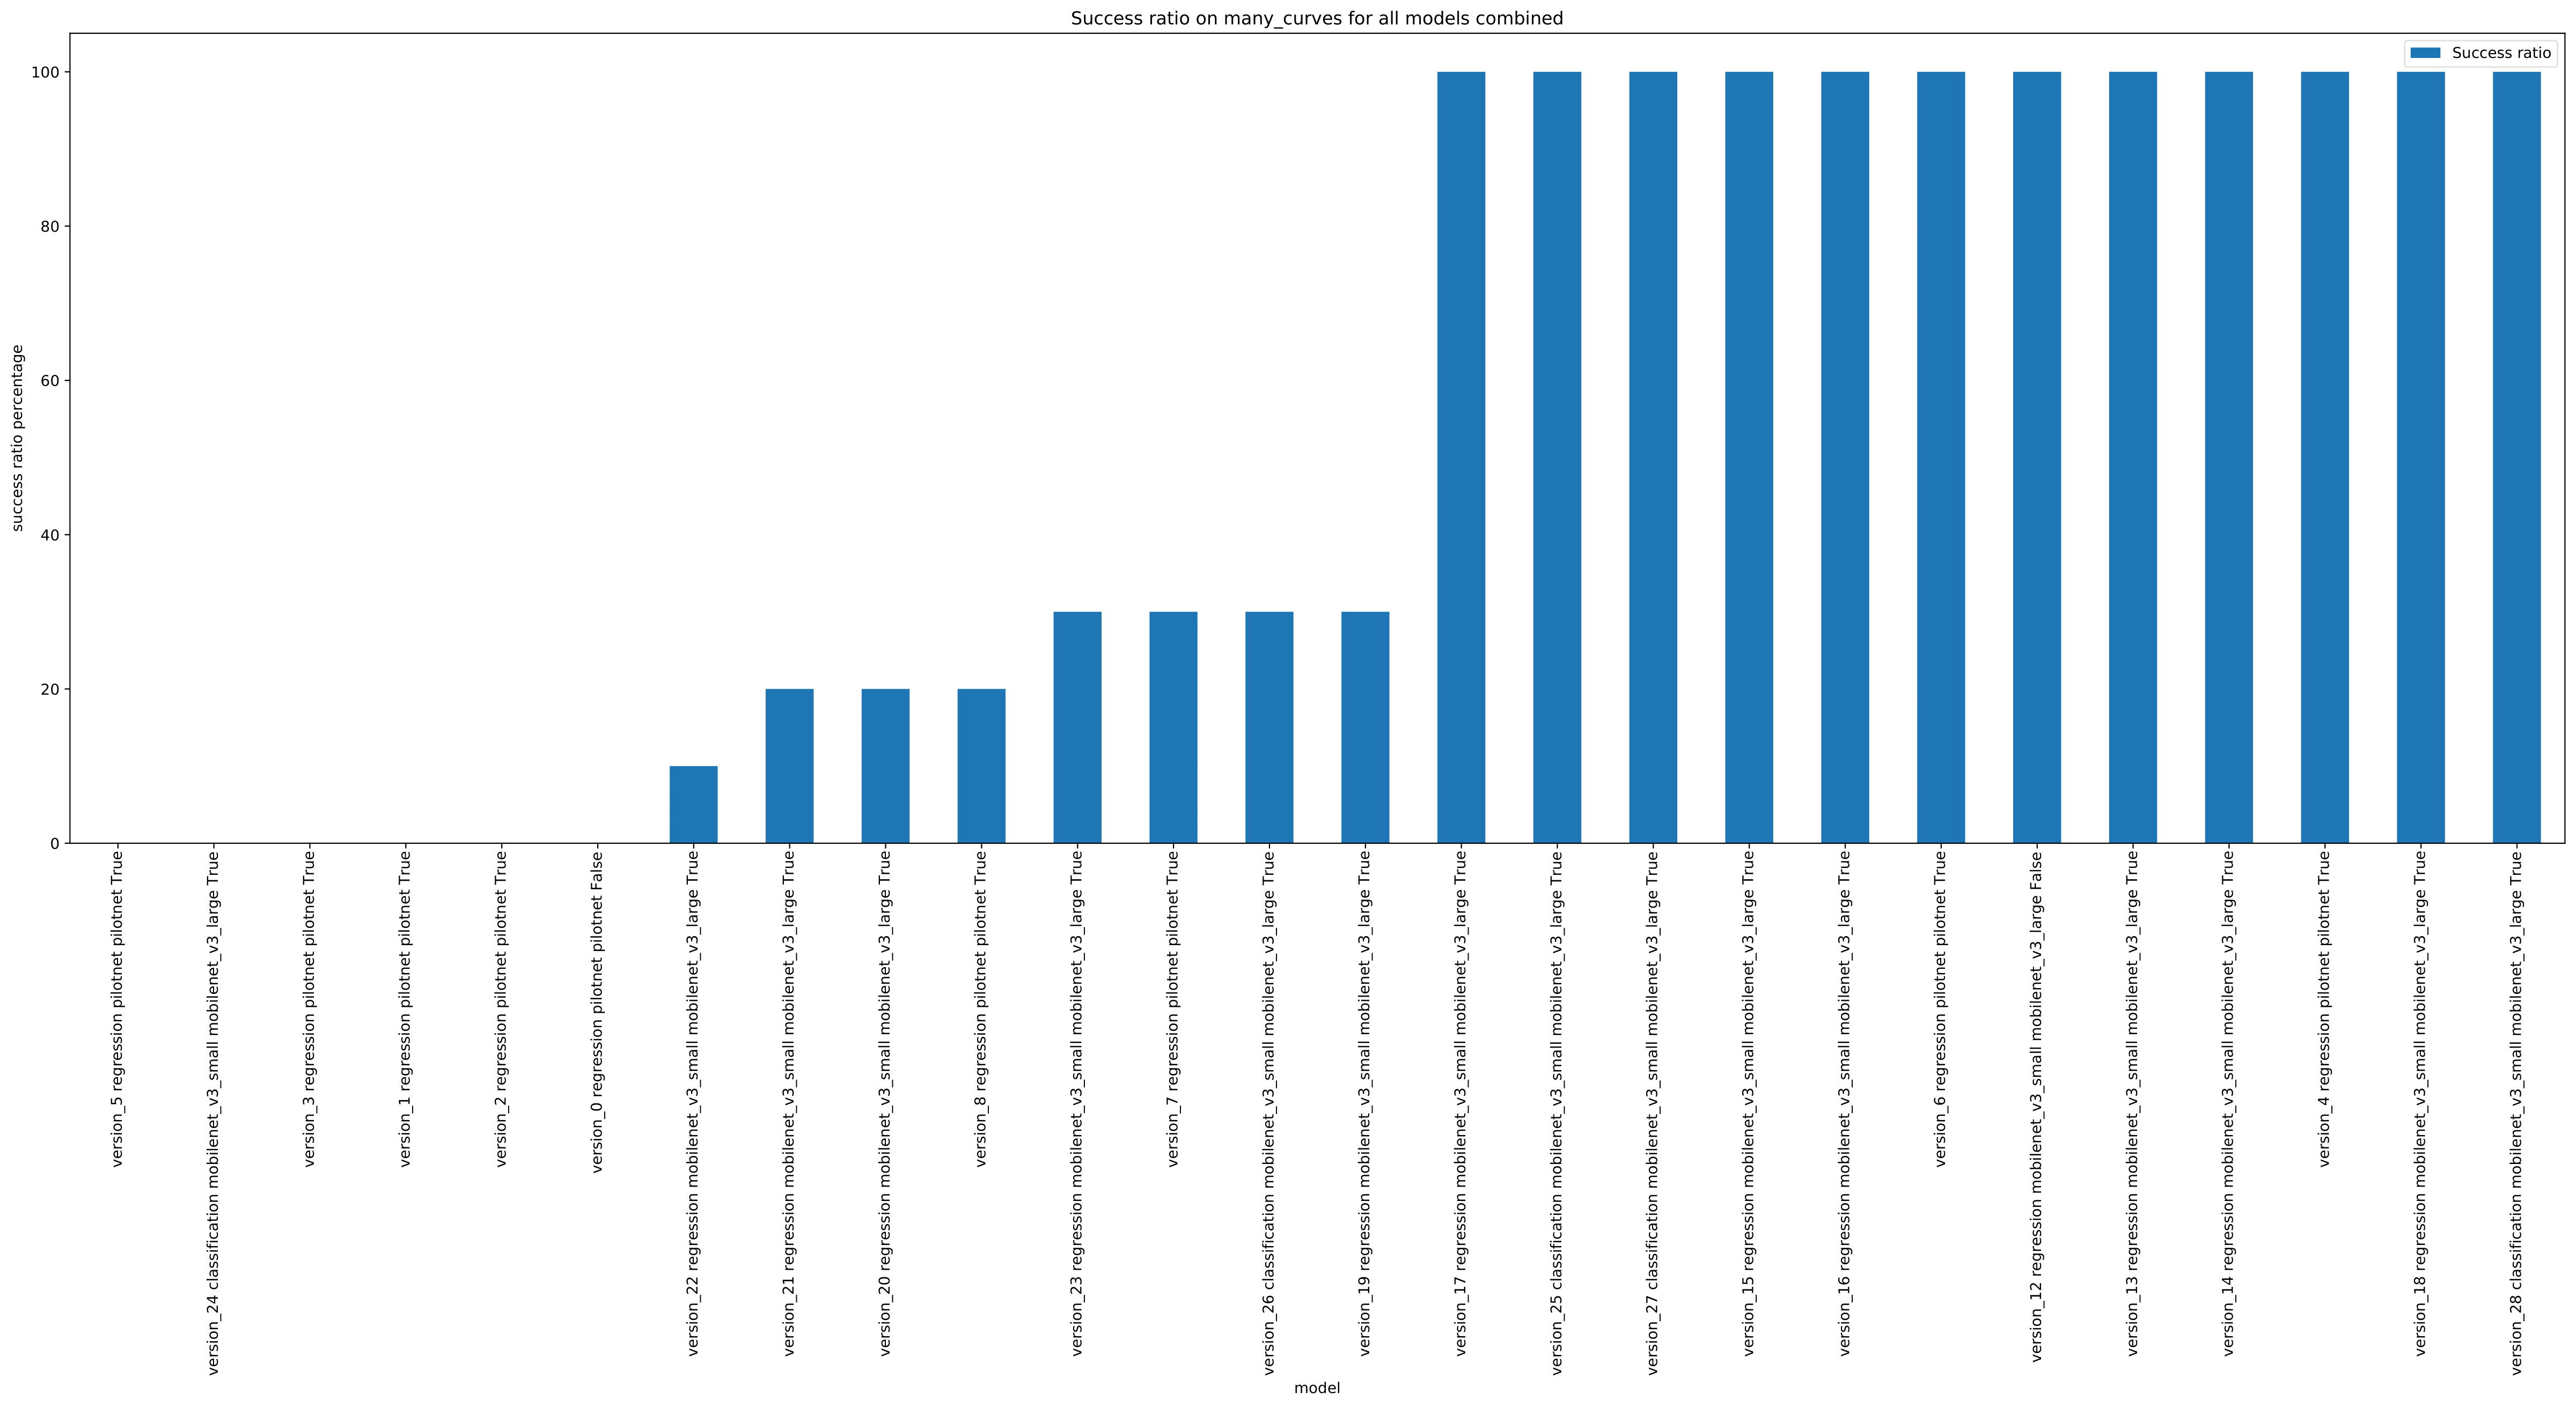 Success ratio on many_curves for all models combined
Success ratio
success ratio percentage
100
80
60
40
20
0
version_5 regression pilotnet pilotnet True
version_24 classification mobilenet_v3_small mobilenet_v3_large True
version_3 regression pilotnet pilotnet True
version_1 regression pilotnet pilotnet True
version_2 regression pilotnet pilotnet True
version_0 regression pilotnet pilotnet False
version_22 regression mobilenet_v3_small mobilenet_v3_large True
version_21 regression mobilenet_v3_small mobilenet_v3_large True
version_20 regression mobilenet_v3_small mobilenet_v3_large True
version_8 regression pilotnet pilotnet True
version_23 regression mobilenet_v3_small mobilenet_v3_large True
version_7 regression pilotnet pilotnet True
version_26 classification mobilenet_v3_small mobilenet_v3_large True
version_19 regression mobilenet_v3_small mobilenet_v3_large True
version_17 regression mobilenet_v3_small mobilenet_v3_large True
version_25 classification mobilenet_v3_small mobilenet_v3_large True
version_27 classification mobilenet_v3_small mobilenet_v3_large True
version_15 regression mobilenet_v3_small mobilenet_v3_large True
version_16 regression mobilenet_v3_small mobilenet_v3_large True
version_6 regression pilotnet pilotnet True
version_12 regression mobilenet_v3_small mobilenet_v3_large False
version_13 regression mobilenet_v3_small mobilenet_v3_large True
version_14 regression mobilenet_v3_small mobilenet_v3_large True
version_4 regression pilotnet pilotnet True
version_18 regression mobilenet_v3_small mobilenet_v3_large True
version_28 classification mobilenet_v3_small mobilenet_v3_large True
model